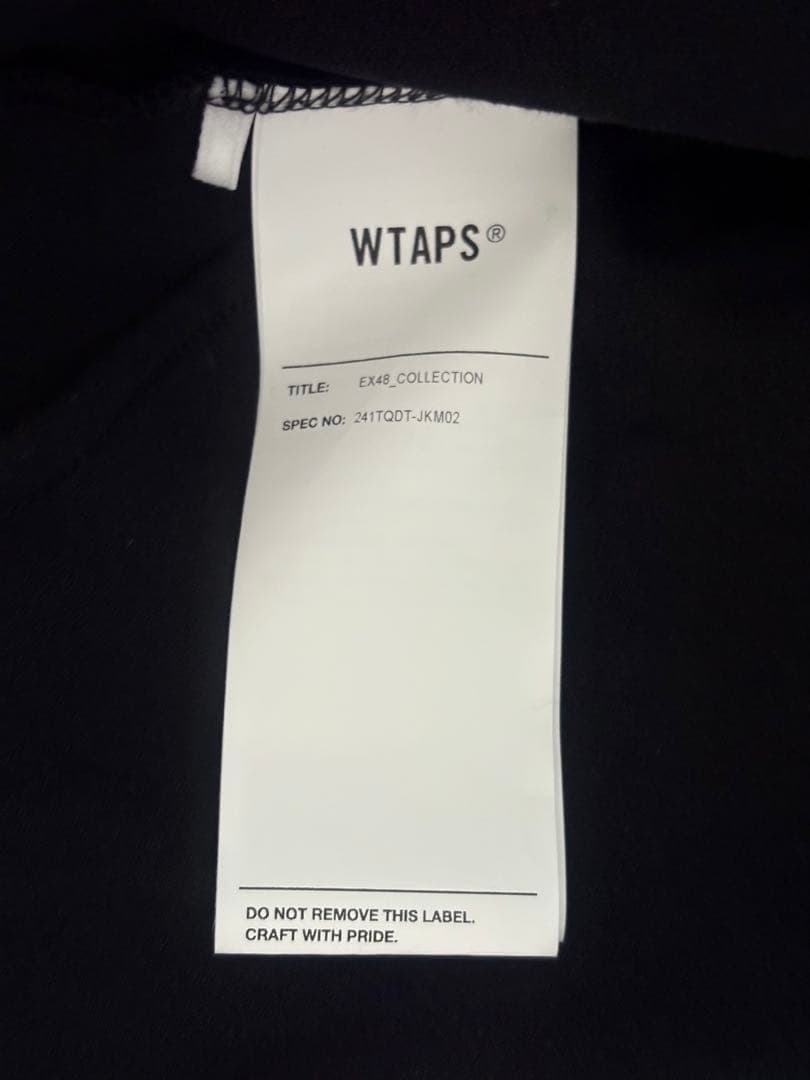 WTAPS®
TITLE: EX48_COLLECTION
SPEC NO: 241TQDT-JKM02
DO NOT REMOVE THIS LABEL.
CRAFT WITH PRIDE.